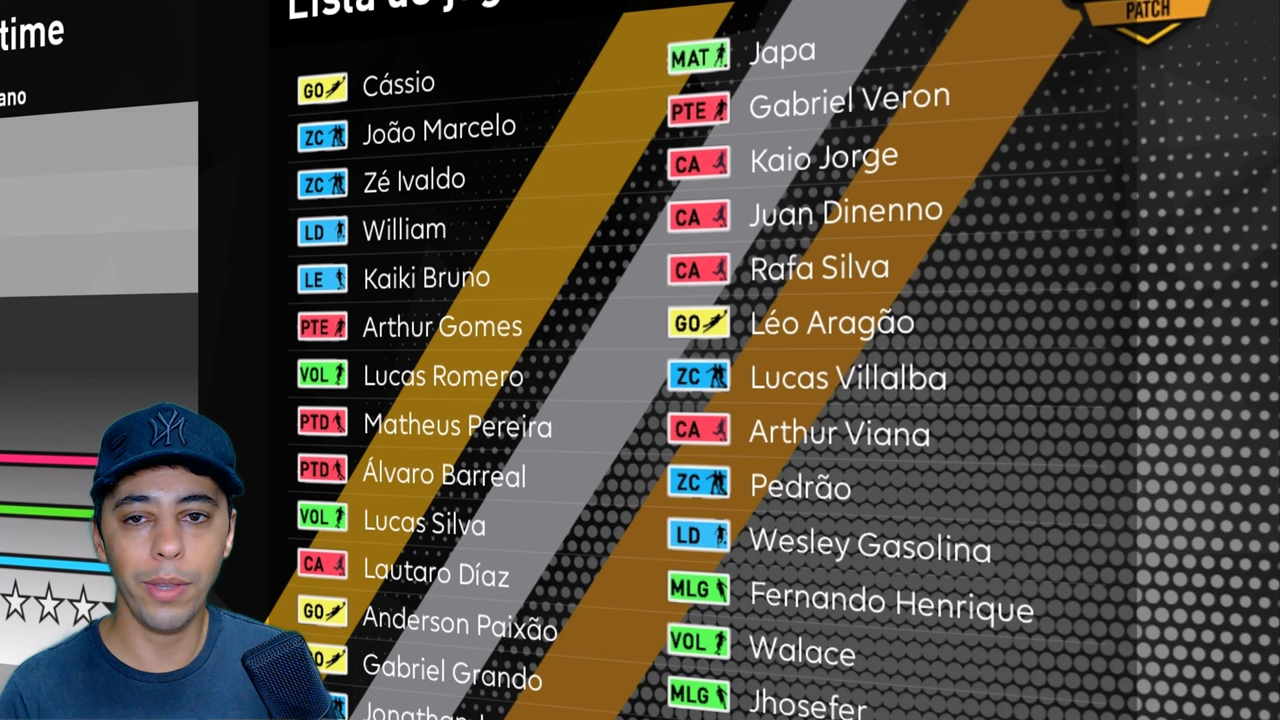 time
ano
GO Cássio
ZC João Marcelo
ZC Zé Ivaldo
LD William
LE Kaiki Bruno
PTE Arthur Gomes
VOL Lucas Romero
PTD Matheus Pereira
PTD Álvaro Barreal
VOL Lucas Silva
CA Lautaro Díaz
GO Anderson Paixão
GO Gabriel Grando
PATCH
MAT Japa
PTE Gabriel Veron
CA Kaio Jorge
CA Juan Dinenno
CA Rafa Silva
GO Léo Aragão
ZC Lucas Villalba
CA Arthur Viana
ZC Pedrão
LD Wesley Gasolina
MLG Fernando Henrique
VOL Walace
MLG Jhosefer